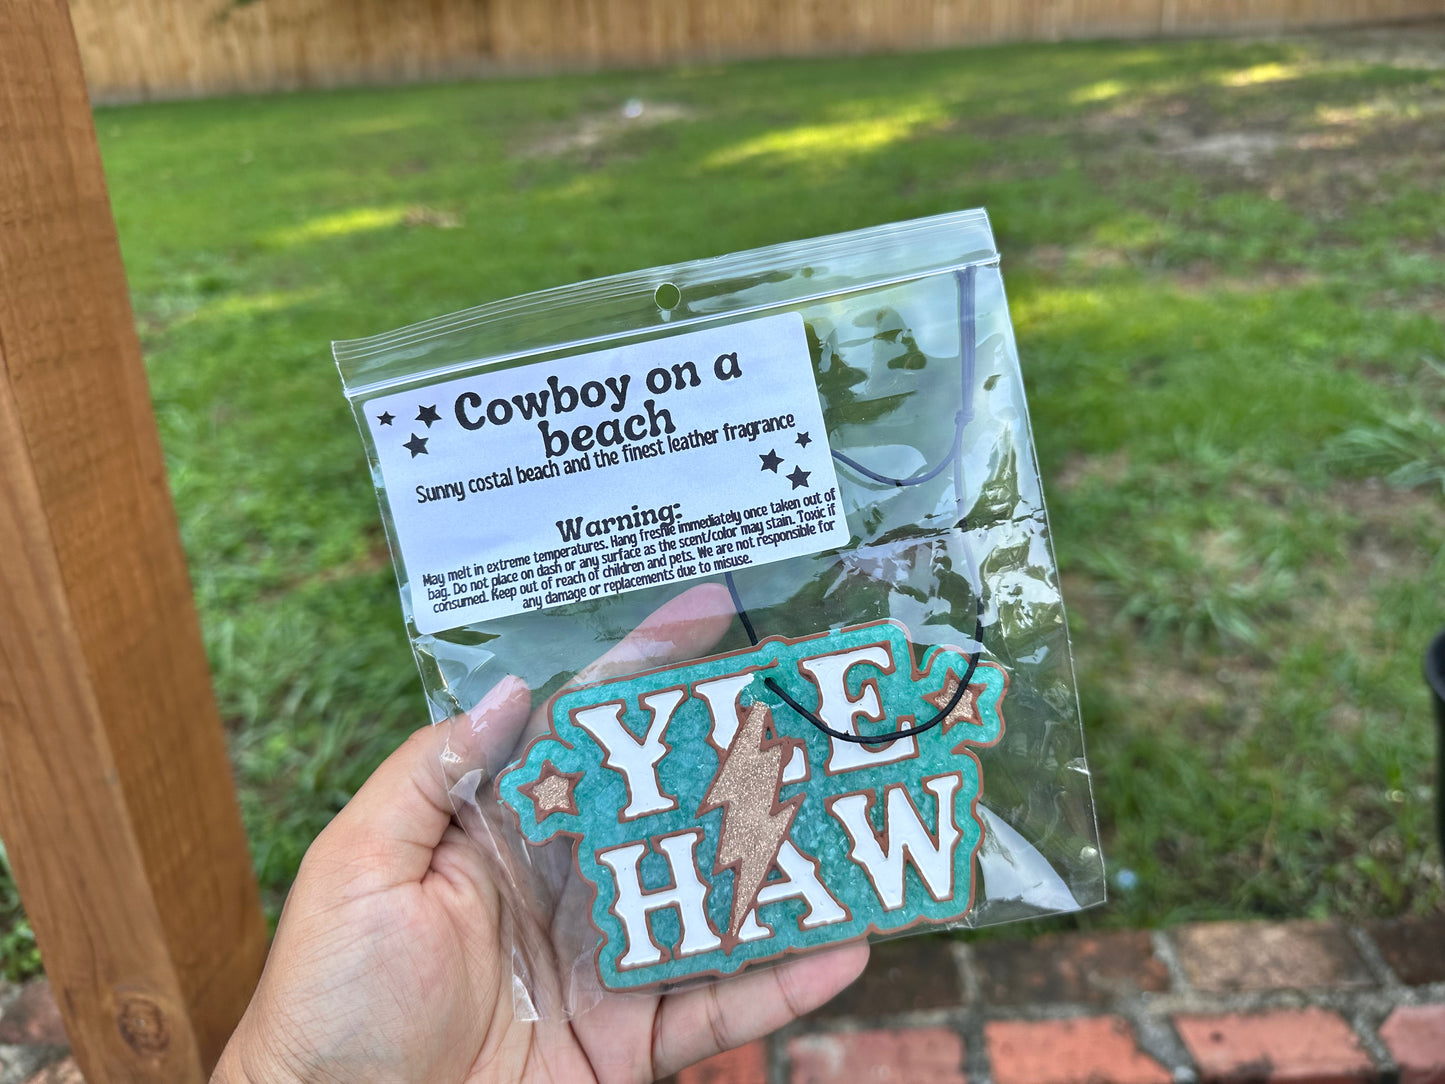 Cowboy on a
beach
Sunny costal beach and the finest leather fragrance
Warning:
May melt in extreme temperatures. Hang freshie immediately once taken out of
bag. Do not place on dash or any surface as the scent/color may stain. Toxic if
consumed. Keep out of reach of children and pets. We are not responsible for
any damage or replacements due to misuse.
YEE
HAW